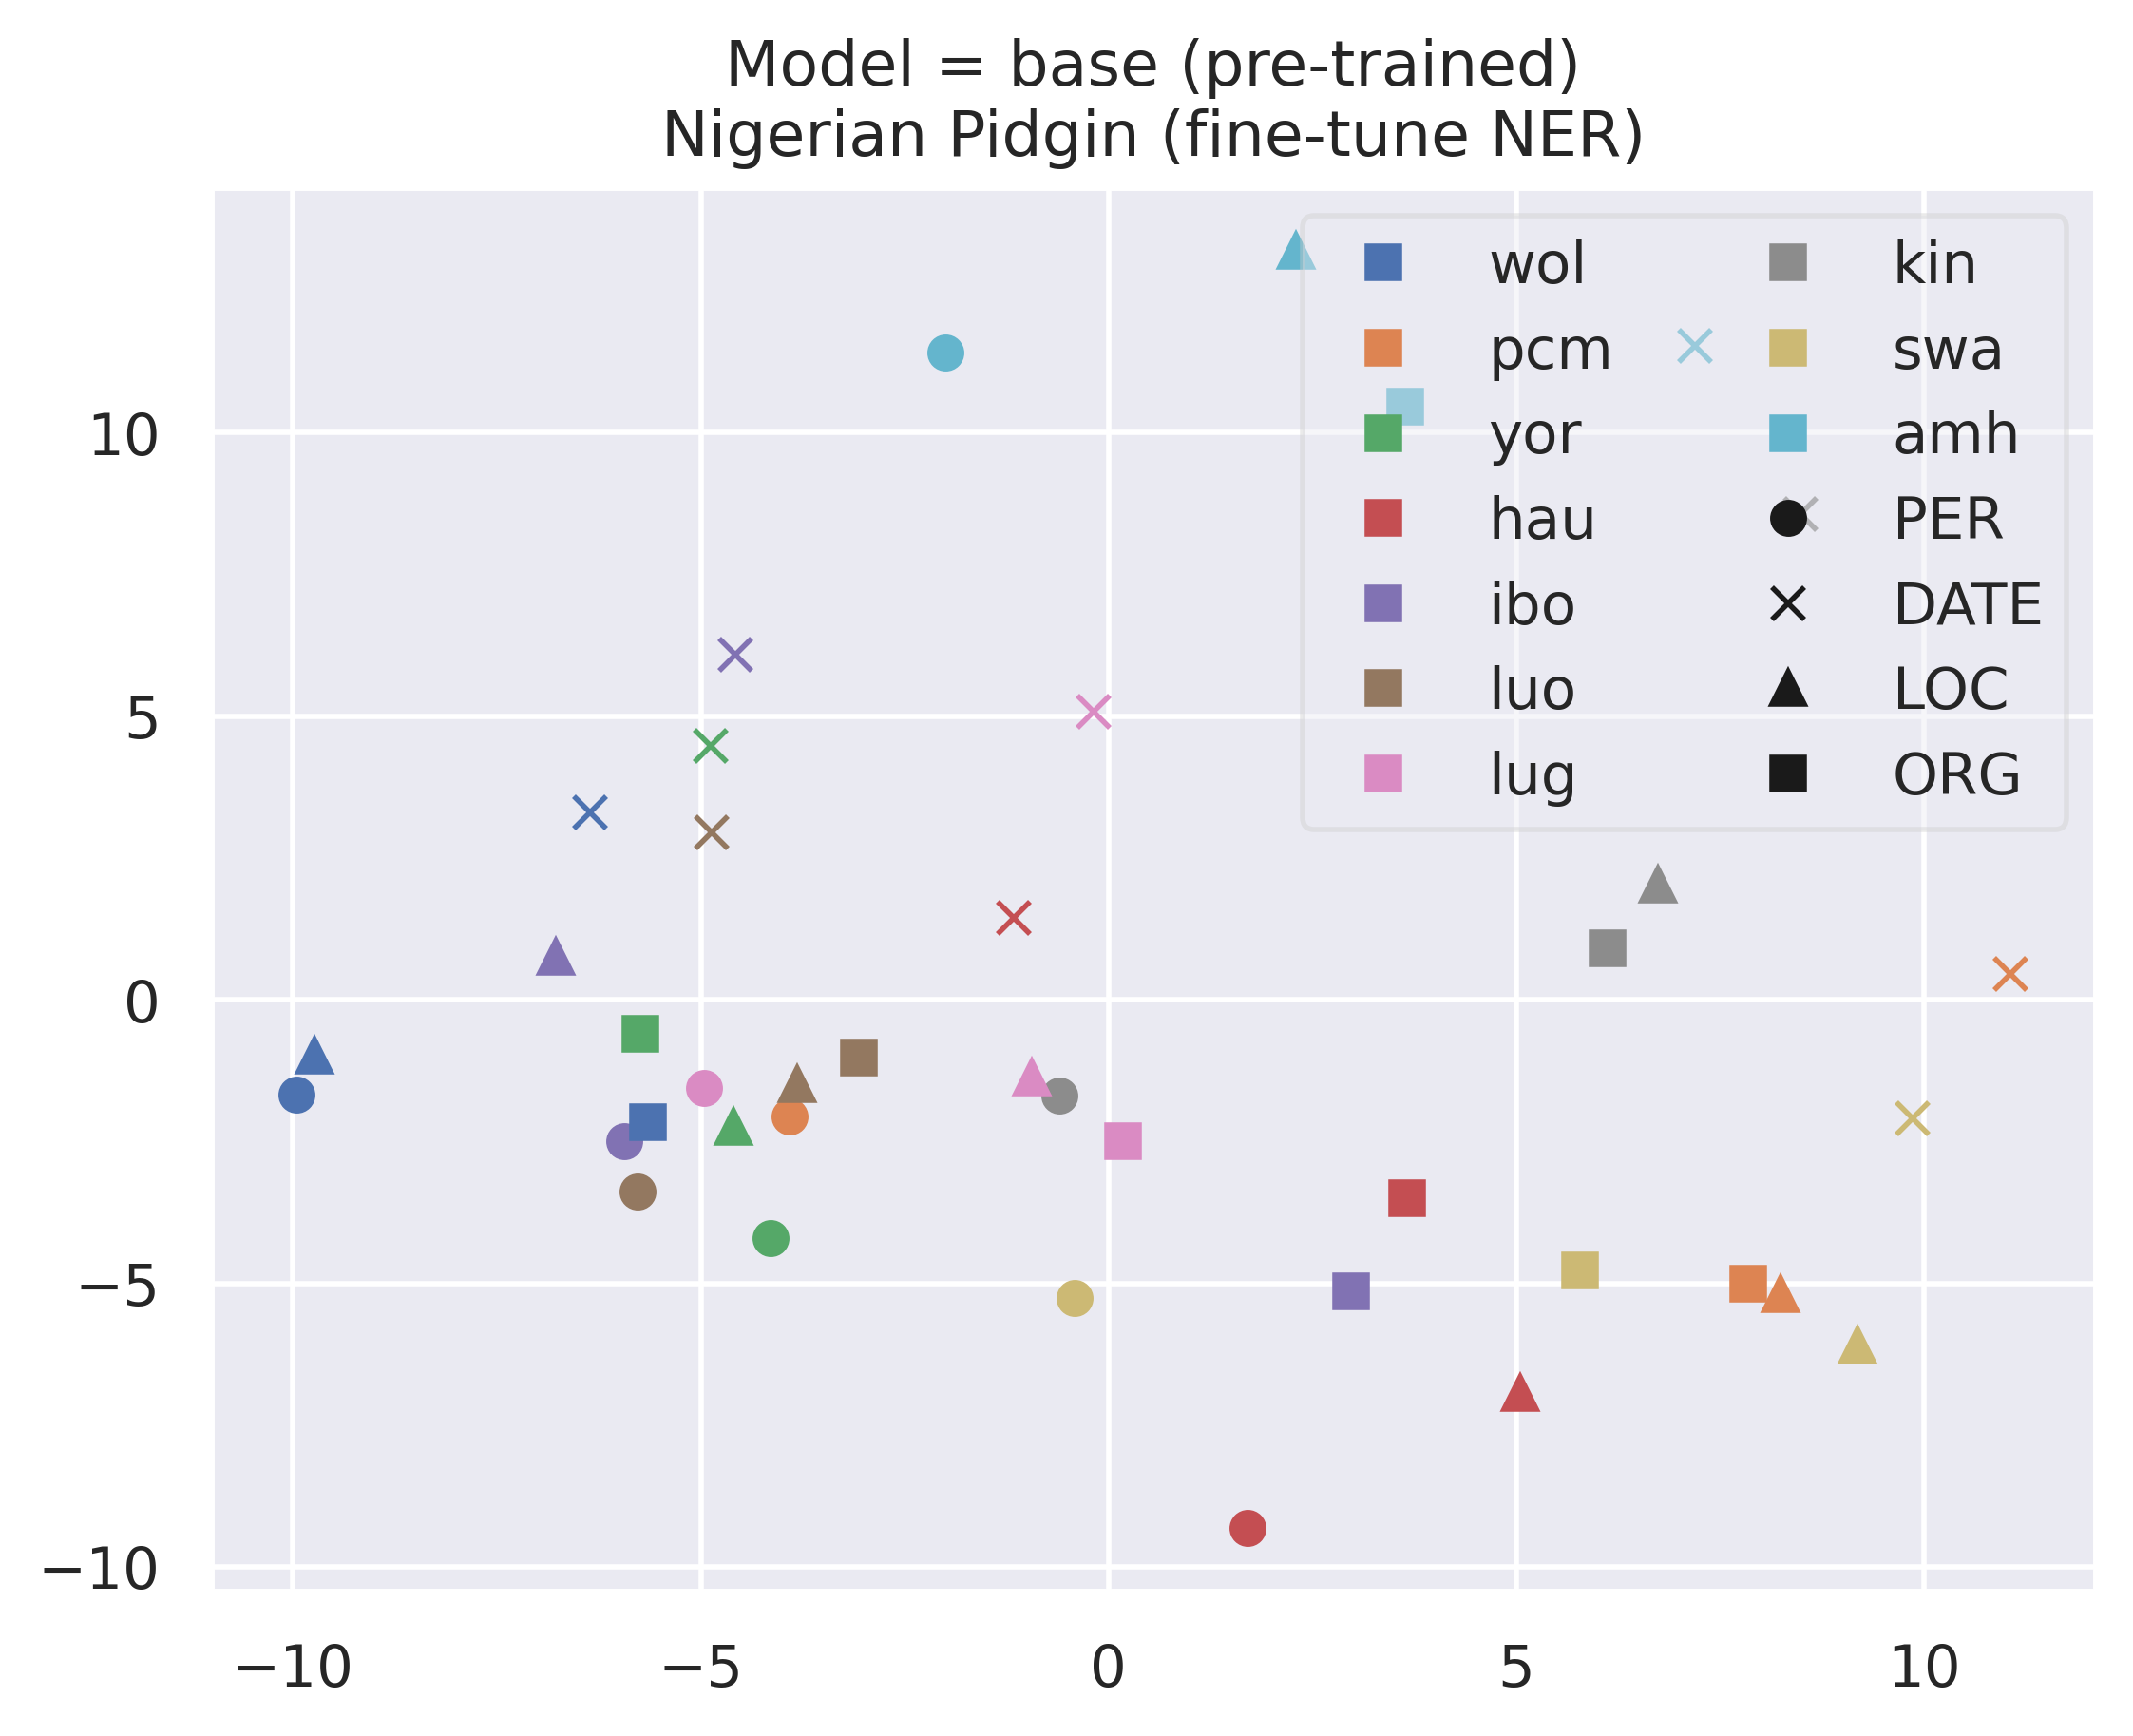 Model = base (pre-trained)
Nigerian Pidgin (fine-tune NER)
wol
pcm
yor
hau
ibo
luo
lug
kin
swa
amh
PER
DATE
LOC
ORG
10
5
0
−5
−10
−10
−5
0
5
10